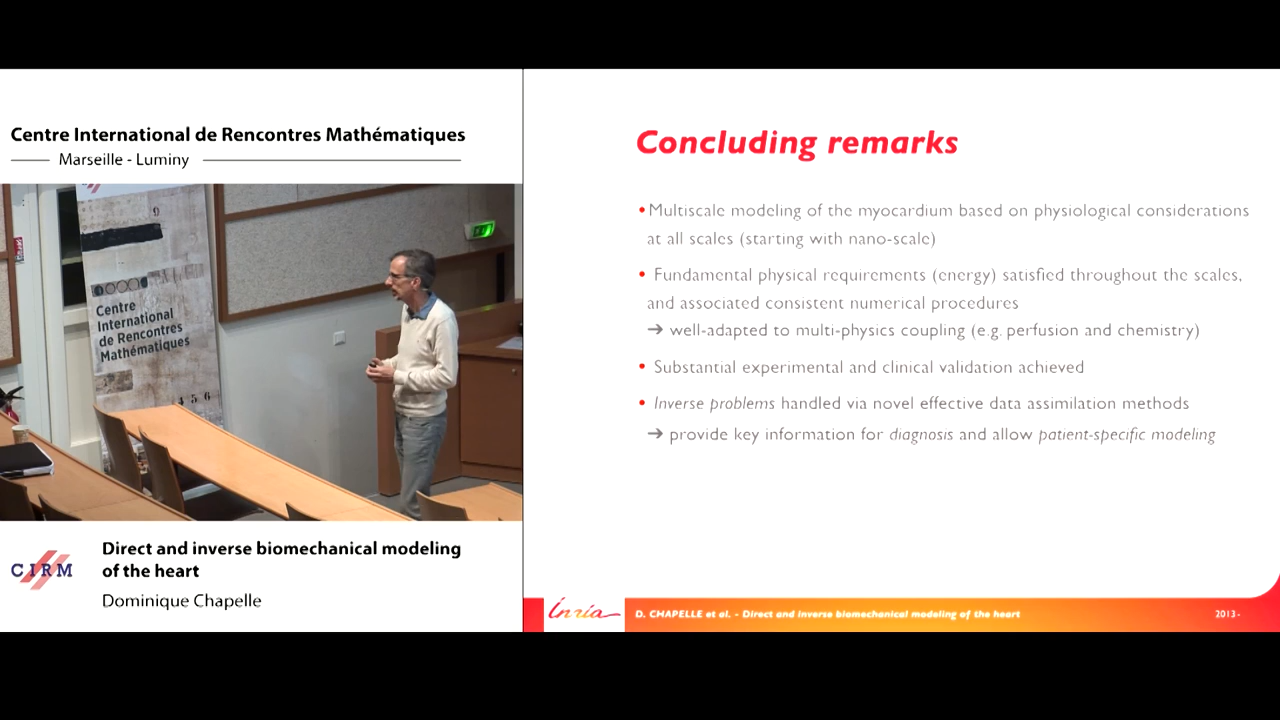 Centre International de Rencontres Mathématiques
Marseille - Luminy
9
Centre
International
de Rencontres
Mathématiques
4 5 6
CIRM
Direct and inverse biomechanical modeling
of the heart
Dominique Chapelle
Concluding remarks
•Multiscale modeling of the myocardium based on physiological considerations
at all scales (starting with nano-scale)
• Fundamental physical requirements (energy) satisfied throughout the scales,
and associated consistent numerical procedures
➔ well-adapted to multi-physics coupling (e.g. perfusion and chemistry)
• Substantial experimental and clinical validation achieved
• Inverse problems handled via novel effective data assimilation methods
➔ provide key information for diagnosis and allow patient-specific modeling
Inria
D. CHAPELLE et al. - Direct and inverse biomechanical modeling of the heart
2013-